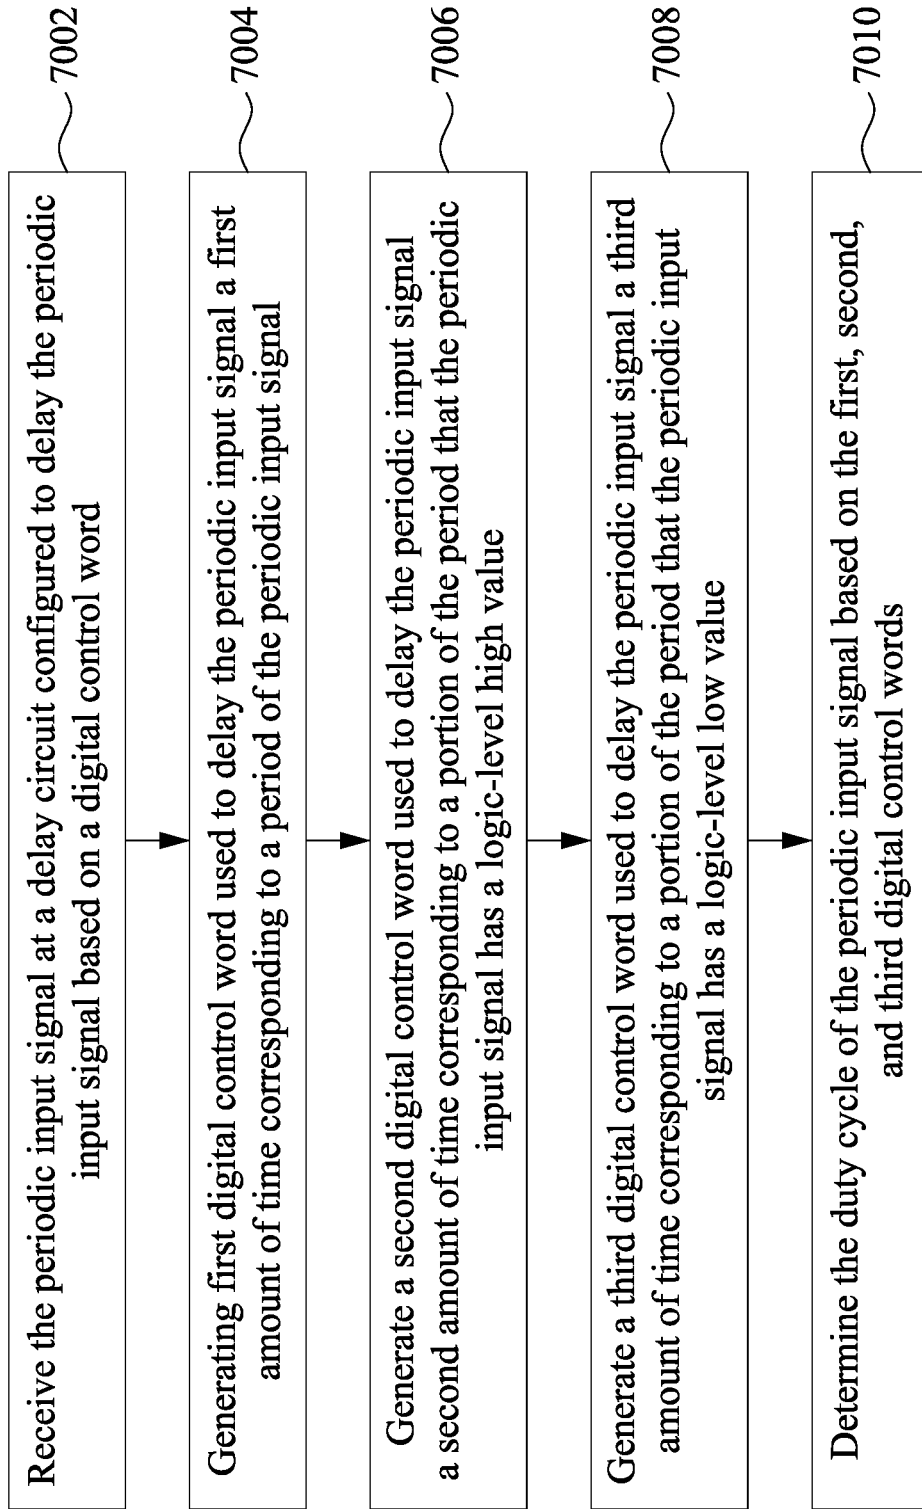 Receive the periodic input signal at a delay circuit configured to delay the periodic
input signal based on a digital control word
7002
Generating first digital control word used to delay the periodic input signal a first
amount of time corresponding to a period of the periodic input signal
7004
Generate a second digital control word used to delay the periodic input signal
a second amount of time corresponding to a portion of the period that the periodic
input signal has a logic-level high value
7006
Generate a third digital control word used to delay the periodic input signal a third
amount of time corresponding to a portion of the period that the periodic input
signal has a logic-level low value
7008
Determine the duty cycle of the periodic input signal based on the first, second,
and third digital control words
7010